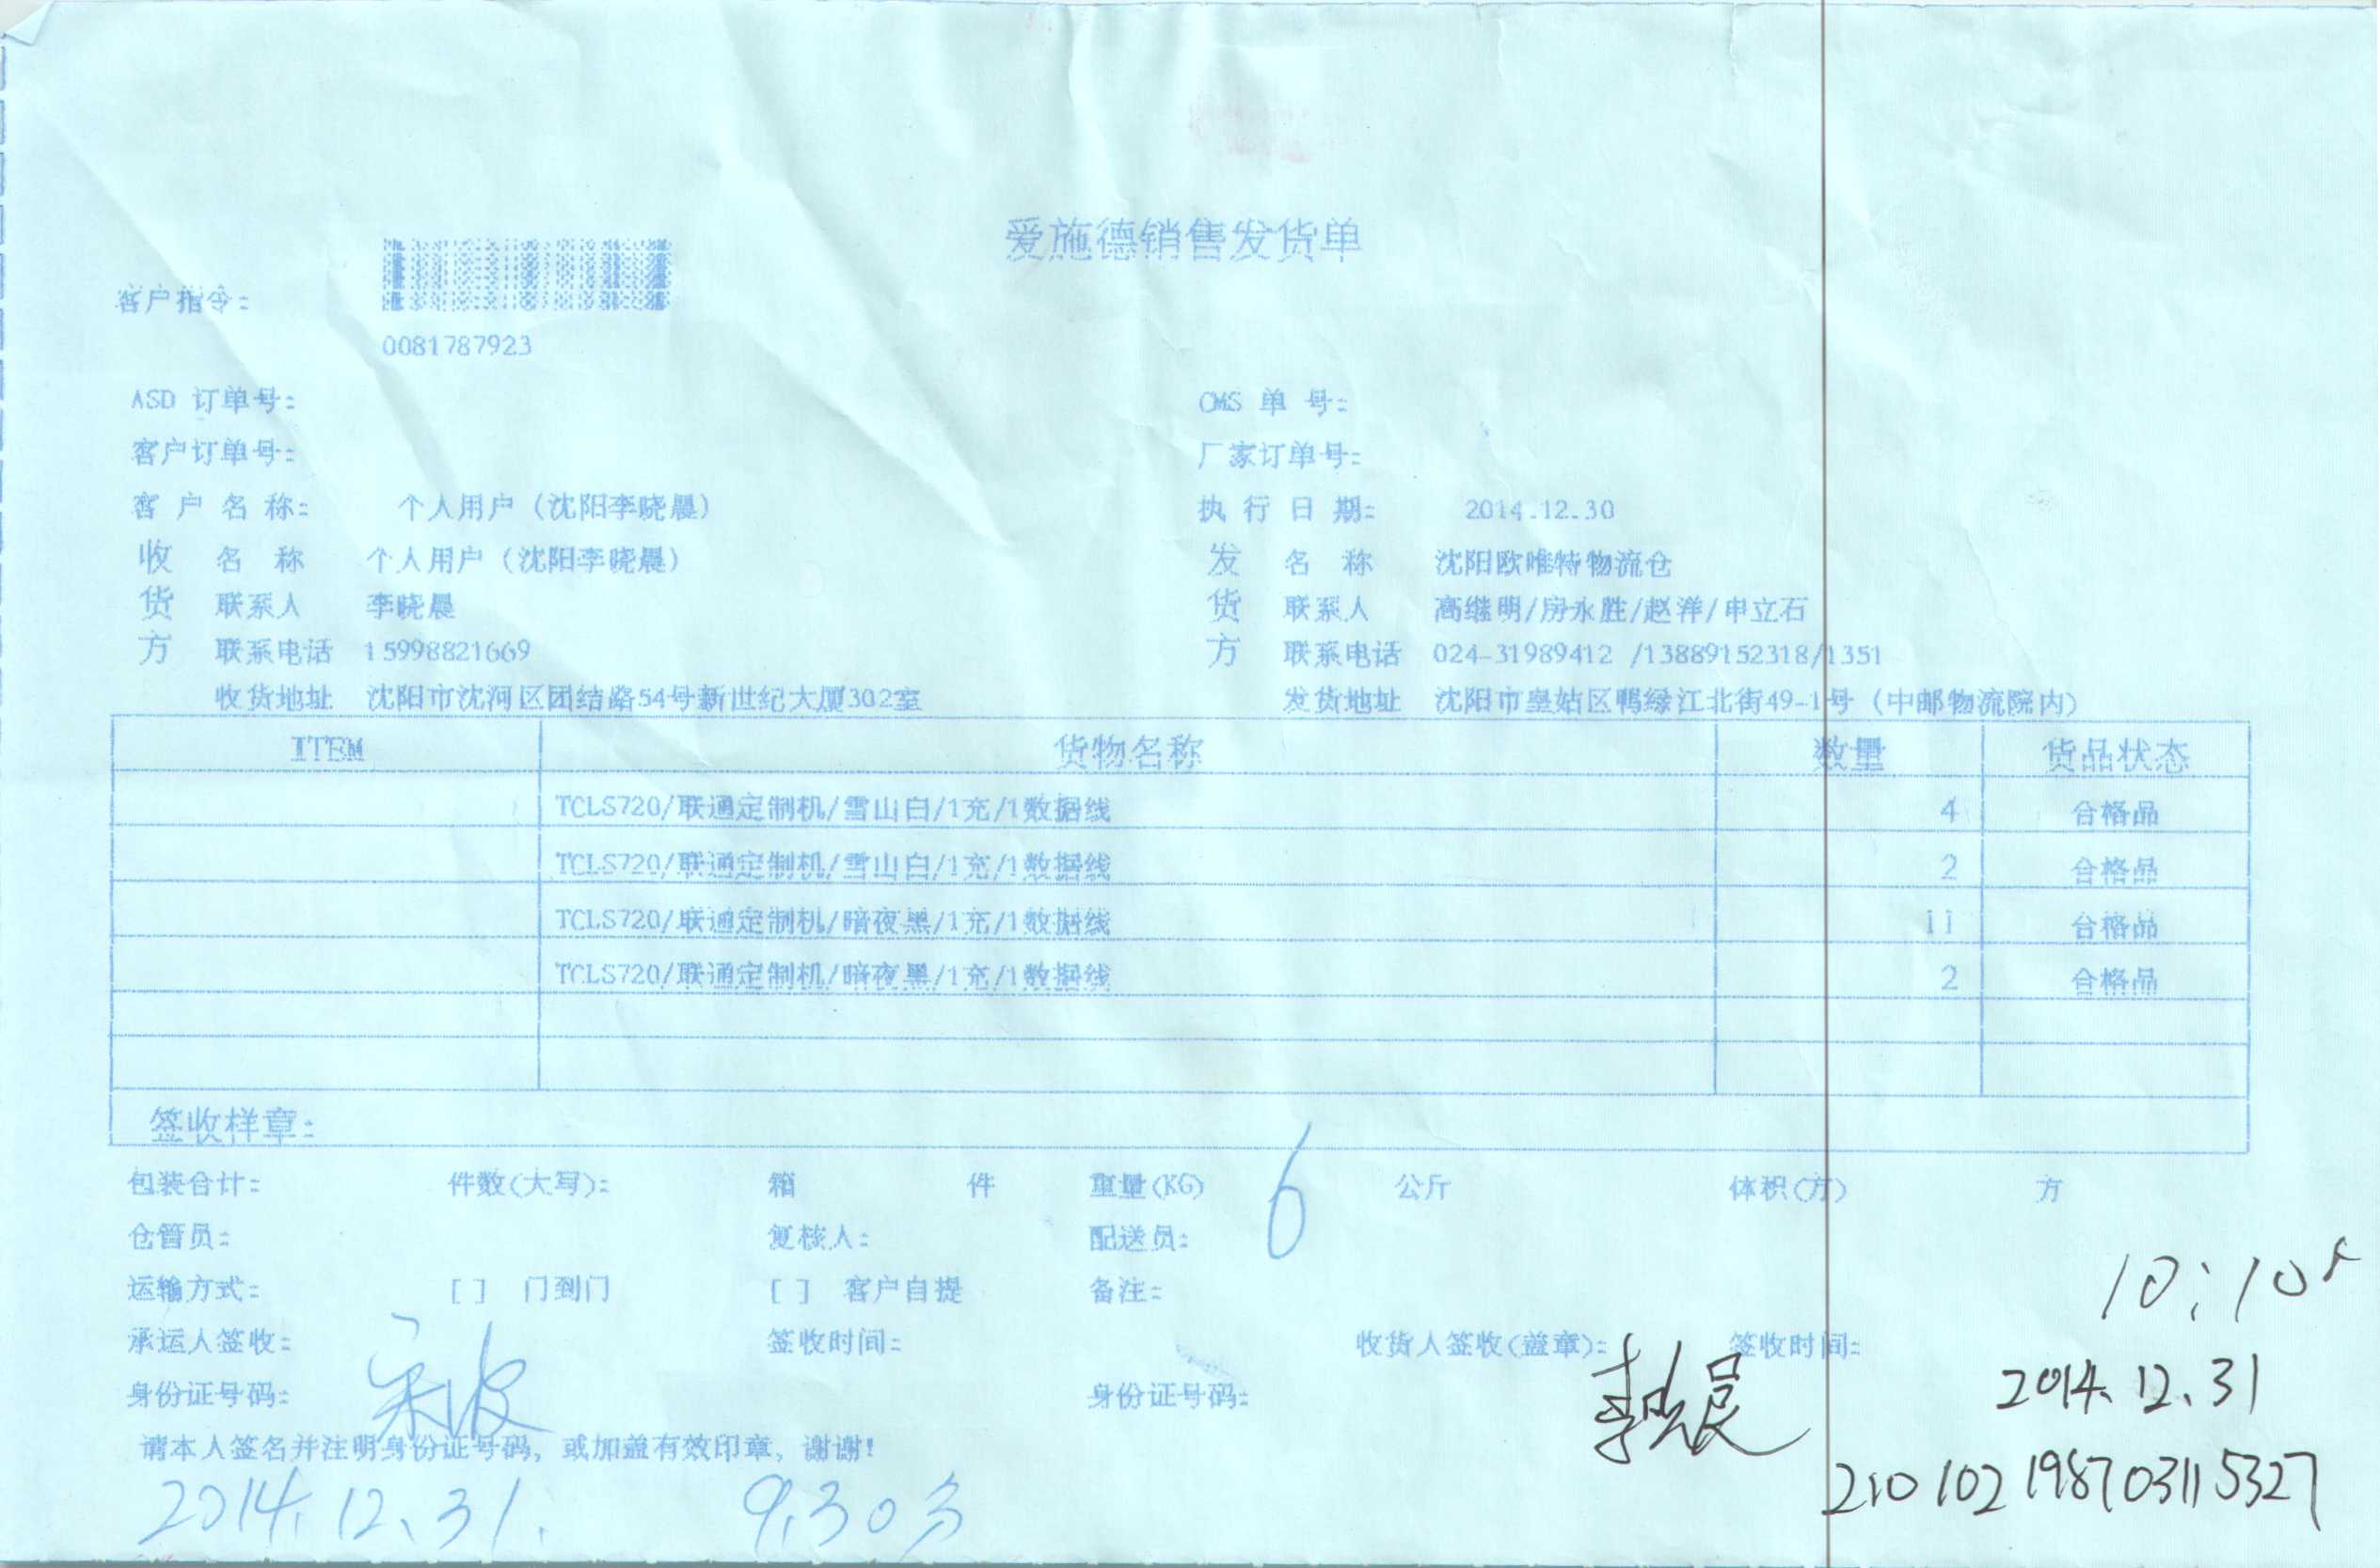 爱施德销售发货单
客户指令:
0081787923
ASD 订单号: CMS 单 号:
客户订单号: 厂家订单号:
客 户 名 称: 个人用户（沈阳李晓晨） 执 行 日 期: 2014.12.30
收 名 称 个人用户（沈阳李晓晨） 发 名 称 沈阳欧唯特物流仓
货 联系人 李晓晨 货 联系人 高继明/房永胜/赵洋/申立石
方 联系电话 15998821669 方 联系电话 024-31989412 /13889152318/1351
收货地址 沈阳市沈河区团结路54号新世纪大厦302室 发货地址 沈阳市皇姑区鸭绿江北街49-1号（中邮物流院内）
ITEM 货物名称 数量 货品状态
TCLS720/联通定制机/雪山白/1充/1数据线 4 合格品
TCLS720/联通定制机/雪山白/1充/1数据线 2 合格品
TCLS720/联通定制机/暗夜黑/1充/1数据线 11 合格品
TCLS720/联通定制机/暗夜黑/1充/1数据线 2 合格品
签收样章:
包装合计: 件数(大写): 箱 件 重量(KG) 6 公斤 体积(方) 方
仓管员: 复核人: 配送员:
运输方式: [ ] 门到门 [ ] 客户自提 备注:
10:10
承运人签收: 签收时间: 收货人签收(盖章): 李晓晨 签收时间:
2014.12.31
身份证号码: 身份证号码:
请本人签名并注明身份证号码, 或加盖有效印章, 谢谢!
210102198703115327
2014.12.31. 9.30分